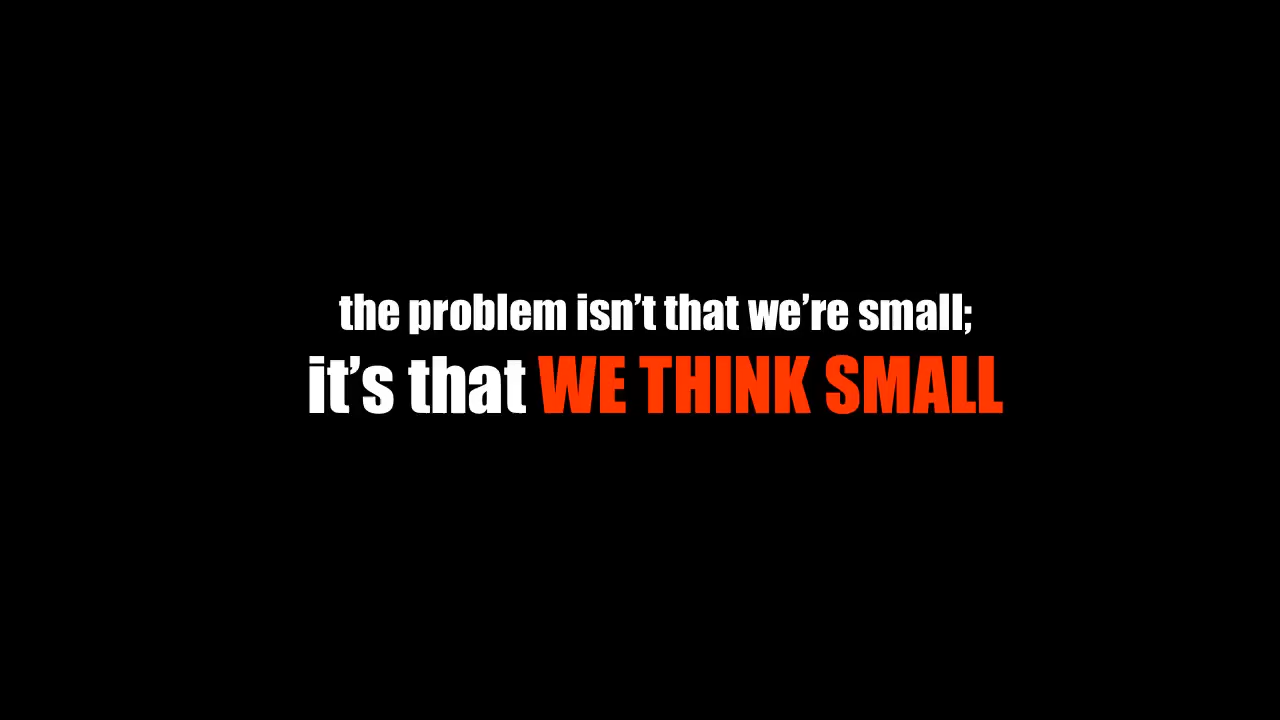 the problem isn’t that we’re small;
it’s that WE THINK SMALL